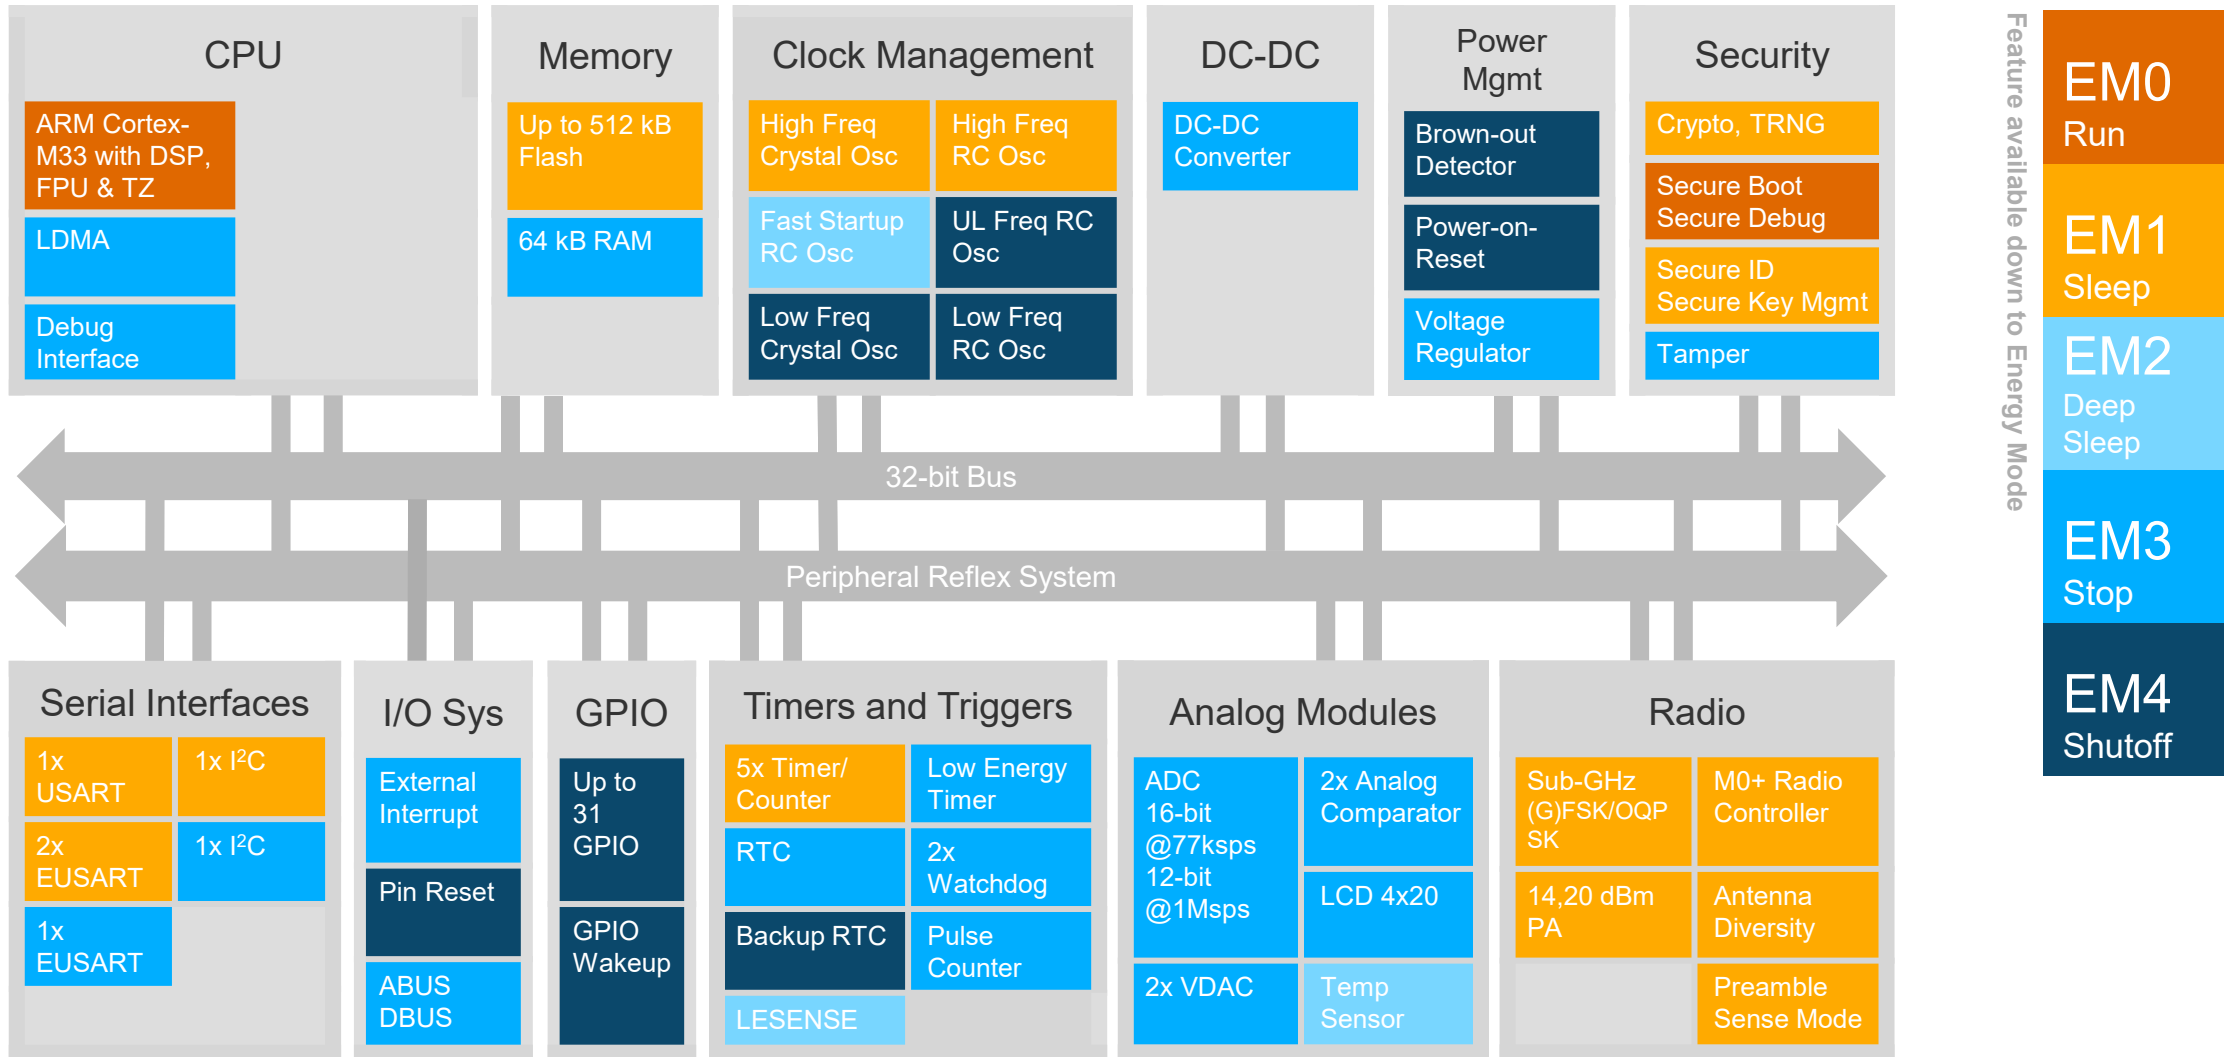 CPU
ARM Cortex-
M33 with DSP,
FPU & TZ
LDMA
Debug
Interface
Memory
Up to 512 kB
Flash
64 kB RAM
Clock Management
High Freq
Crystal Osc
High Freq
RC Osc
Fast Startup
RC Osc
UL Freq RC
Osc
Low Freq
Crystal Osc
Low Freq
RC Osc
DC-DC
DC-DC
Converter
Power
Mgmt
Brown-out
Detector
Power-on-
Reset
Voltage
Regulator
Security
Crypto, TRNG
Secure Boot
Secure Debug
Secure ID
Secure Key Mgmt
Tamper
32-bit Bus
Peripheral Reflex System
Serial Interfaces
1x
USART
1x I²C
2x
EUSART
1x I²C
1x
EUSART
I/O Sys
External
Interrupt
Pin Reset
ABUS
DBUS
GPIO
Up to
31
GPIO
GPIO
Wakeup
Timers and Triggers
5x Timer/
Counter
Low Energy
Timer
RTC
2x
Watchdog
Backup RTC
Pulse
Counter
LESENSE
Analog Modules
ADC
16-bit
@77ksps
12-bit
@1Msps
2x Analog
Comparator
LCD 4x20
2x VDAC
Temp
Sensor
Radio
Sub-GHz
(G)FSK/OQP
SK
M0+ Radio
Controller
14,20 dBm
PA
Antenna
Diversity
Preamble
Sense Mode
Feature available down to Energy Mode
EM0
Run
EM1
Sleep
EM2
Deep
Sleep
EM3
Stop
EM4
Shutoff